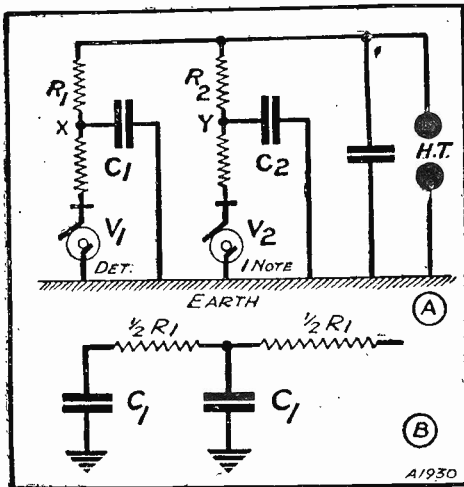 R1
R2
X
C1
Y
C2
H.T.
V1
V2
DET:
1 NOTE
EARTH
A
½ R1
½ R1
C1
C1
B
A1930